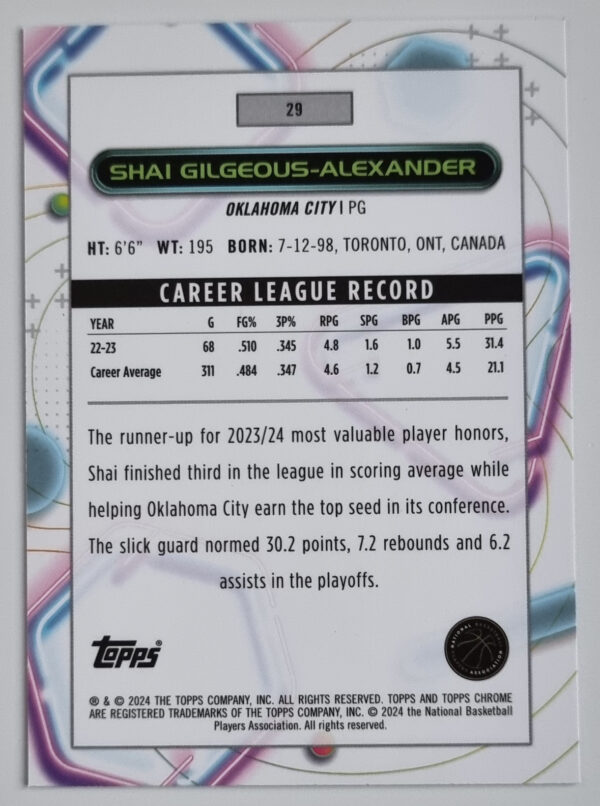 29
SHAI GILGEOUS-ALEXANDER
OKLAHOMA CITY | PG
HT: 6'6" WT: 195 BORN: 7-12-98, TORONTO, ONT, CANADA
CAREER LEAGUE RECORD
YEAR G FG% 3P% RPG SPG BPG APG PPG
22-23 68 .510 .345 4.8 1.6 1.0 5.5 31.4
Career Average 311 .484 .347 4.6 1.2 0.7 4.5 21.1
The runner-up for 2023/24 most valuable player honors,
Shai finished third in the league in scoring average while
helping Oklahoma City earn the top seed in its conference.
The slick guard normed 30.2 points, 7.2 rebounds and 6.2
assists in the playoffs.
topps®
NATIONAL BASKETBALL PLAYERS ASSOCIATION
® & © 2024 THE TOPPS COMPANY, INC. ALL RIGHTS RESERVED. TOPPS AND TOPPS CHROME
ARE REGISTERED TRADEMARKS OF THE TOPPS COMPANY, INC. © 2024 the National Basketball
Players Association. All rights reserved.